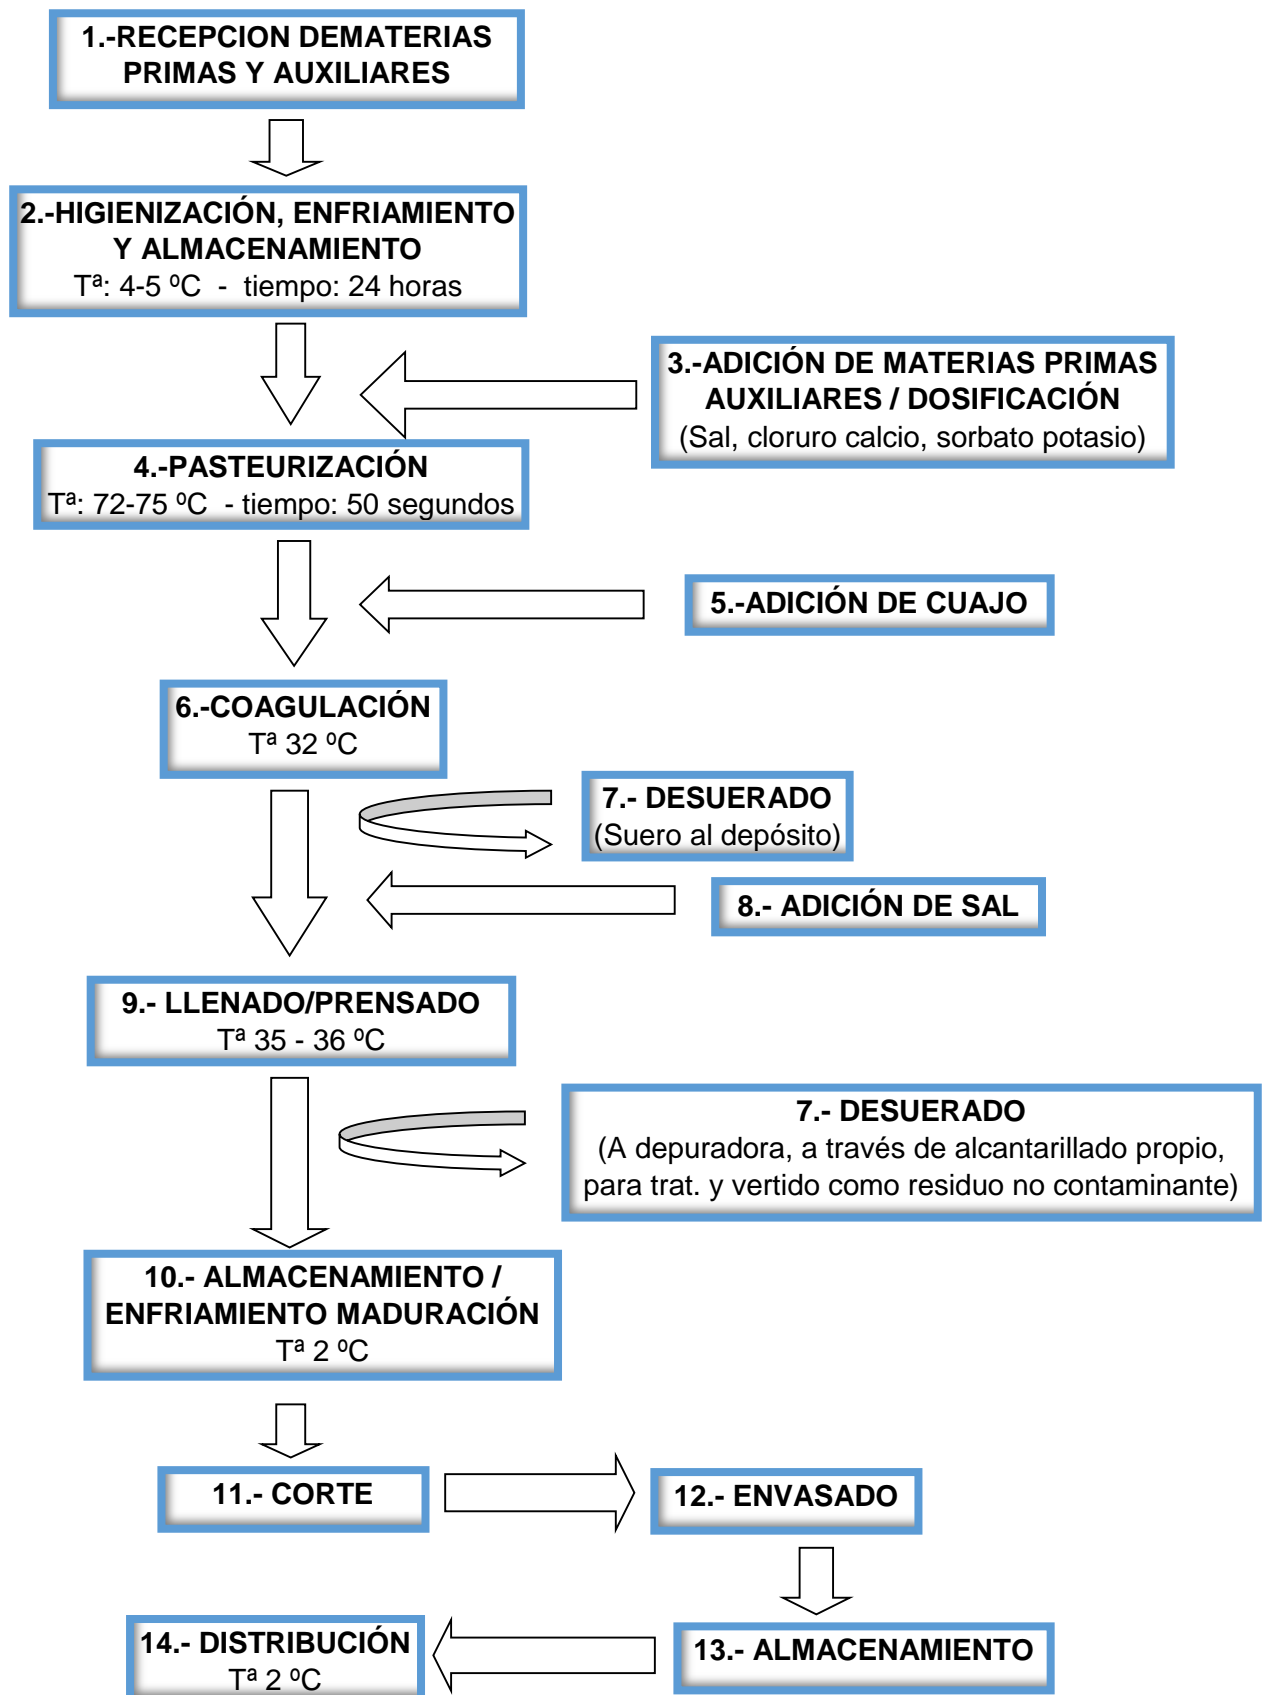 1.-RECEPCION DEMATERIAS
PRIMAS Y AUXILIARES
2.-HIGIENIZACIÓN, ENFRIAMIENTO
Y ALMACENAMIENTO
Tª: 4-5 ºC - tiempo: 24 horas
3.-ADICIÓN DE MATERIAS PRIMAS
AUXILIARES / DOSIFICACIÓN
(Sal, cloruro calcio, sorbato potasio)
4.-PASTEURIZACIÓN
Tª: 72-75 ºC - tiempo: 50 segundos
5.-ADICIÓN DE CUAJO
6.-COAGULACIÓN
Tª 32 ºC
7.- DESUERADO
(Suero al depósito)
8.- ADICIÓN DE SAL
9.- LLENADO/PRENSADO
Tª 35 - 36 ºC
7.- DESUERADO
(A depuradora, a través de alcantarillado propio,
para trat. y vertido como residuo no contaminante)
10.- ALMACENAMIENTO /
ENFRIAMIENTO MADURACIÓN
Tª 2 ºC
11.- CORTE
12.- ENVASADO
13.- ALMACENAMIENTO
14.- DISTRIBUCIÓN
Tª 2 ºC